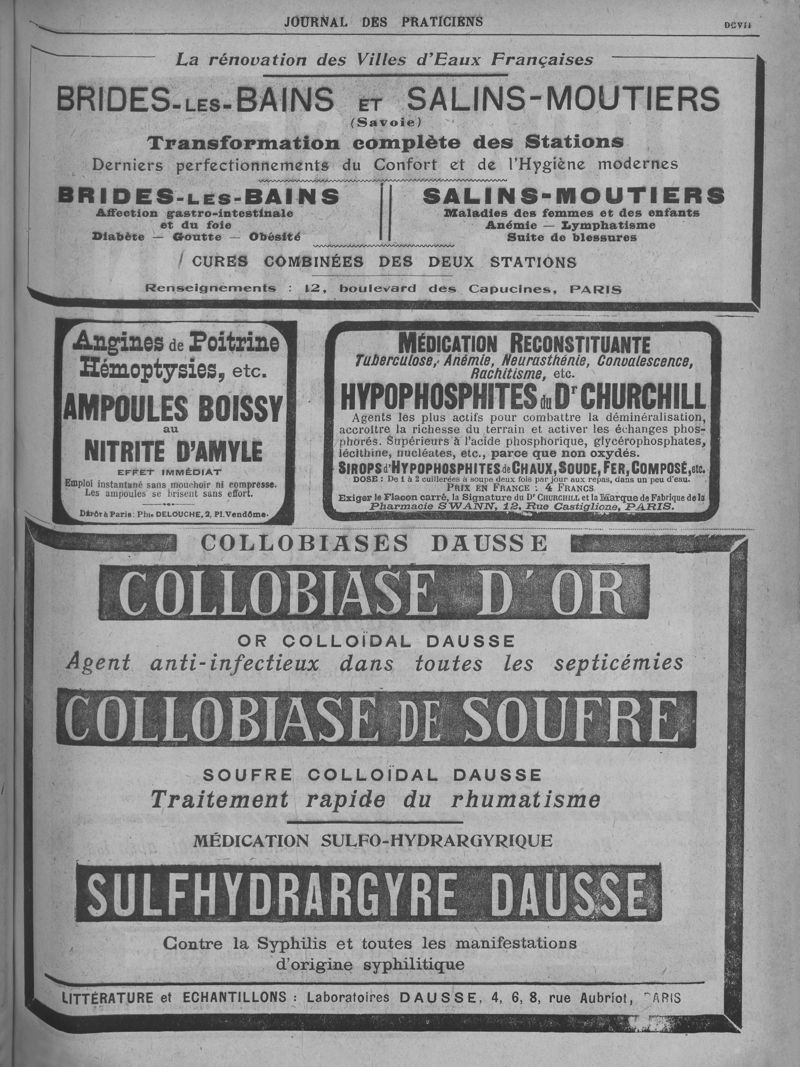 JOURNAL DES PRATICIENS
DCVII
La rénovation des Villes d'Eaux Françaises
BRIDES-LES-BAINS ET SALINS-MOUTIERS
(Savoie)
Transformation complète des Stations
Derniers perfectionnements du Confort et de l'Hygiène modernes
BRIDES-LES-BAINS
Affection gastro-intestinale
et du foie
Diabète — Goutte — Obésité
SALINS-MOUTIERS
Maladies des femmes et des enfants
Anémie — Lymphatisme
Suite de blessures
CURES COMBINÉES DES DEUX STATIONS
Renseignements : 12, boulevard des Capucines, PARIS
Angines de Poitrine
Hémoptysies, etc.
AMPOULES BOISSY
au
NITRITE D'AMYLE
EFFET IMMÉDIAT
Emploi instantané sans mouchoir ni compresse.
Les ampoules se brisent sans effort.
Dépôt à Paris: Phie DELOUCHE, 2, Pl. Vendôme.
MÉDICATION RECONSTITUANTE
Tuberculose, Anémie, Neurasthénie, Convalescence,
Rachitisme, etc.
HYPOPHOSPHITES du Dr CHURCHILL
Agents les plus actifs pour combattre la déminéralisation,
accroître la richesse du terrain et activer les échanges phos-
phorés. Supérieurs à l'acide phosphorique, glycérophosphates,
lécithine, nucléates, etc., parce que non oxydés.
SIROPS d'HYPOPHOSPHITES de CHAUX, SOUDE, FER, COMPOSÉ, etc.
DOSE : De 1 à 2 cuillerées à soupe deux fois par jour aux repas, dans un peu d'eau.
PRIX EN FRANCE : 4 FRANCS
Exiger le Flacon carré, la Signature du Dr CHURCHILL et la Marque de Fabrique de la
Pharmacie SWANN, 12, Rue Castiglione, PARIS.
COLLOBIASES DAUSSE
COLLOBIASE D'OR
OR COLLOÏDAL DAUSSE
Agent anti-infectieux dans toutes les septicémies
COLLOBIASE DE SOUFRE
SOUFRE COLLOÏDAL DAUSSE
Traitement rapide du rhumatisme
MÉDICATION SULFO-HYDRARGYRIQUE
SULFHYDRARGYRE DAUSSE
Contre la Syphilis et toutes les manifestations
d'origine syphilitique
LITTÉRATURE et ECHANTILLONS : Laboratoires DAUSSE, 4, 6, 8, rue Aubriot, PARIS